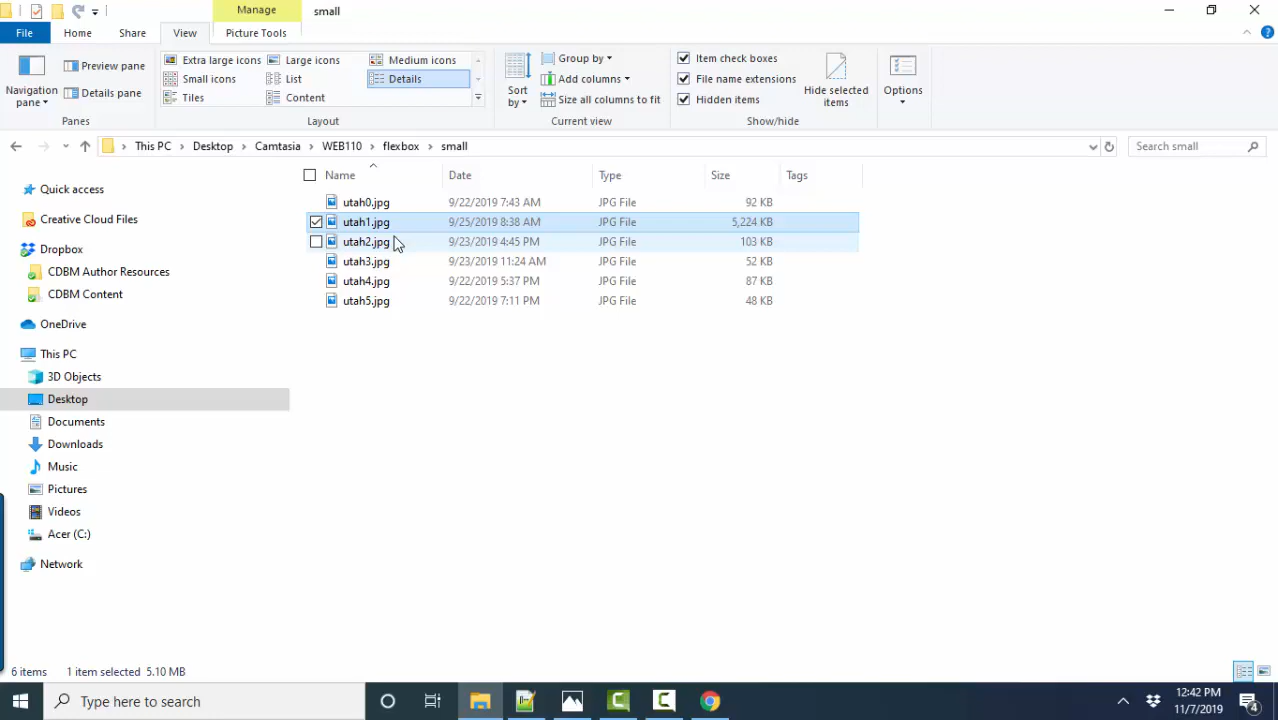 Manage small
File Home Share View Picture Tools
Extra large icons Large icons Medium icons
Small icons List Details
Tiles Content
Navigation pane
Preview pane
Details pane
Sort by
Group by
Add columns
Size all columns to fit
Item check boxes
File name extensions
Hidden items
Hide selected items
Options
Panes Layout Current view Show/hide
This PC > Desktop > Camtasia > WEB110 > flexbox > small
Search small
Name Date Type Size Tags
utah0.jpg 9/22/2019 7:43 AM JPG File 92 KB
utah1.jpg 9/25/2019 8:38 AM JPG File 5,224 KB
utah2.jpg 9/23/2019 4:45 PM JPG File 103 KB
utah3.jpg 9/23/2019 11:24 AM JPG File 52 KB
utah4.jpg 9/22/2019 5:37 PM JPG File 87 KB
utah5.jpg 9/22/2019 7:11 PM JPG File 48 KB
Quick access
Creative Cloud Files
Dropbox
CDBM Author Resources
CDBM Content
OneDrive
This PC
3D Objects
Desktop
Documents
Downloads
Music
Pictures
Videos
Acer (C:)
Network
6 items 1 item selected 5.10 MB
Type here to search
12:42 PM
11/7/2019
4